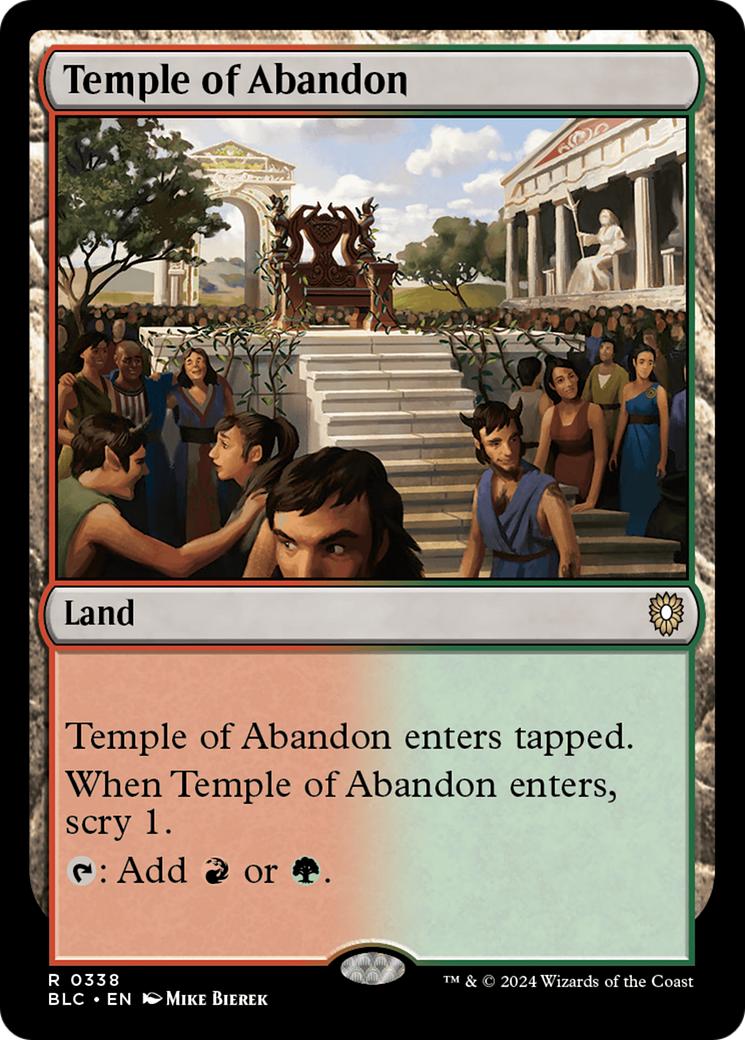 Temple of Abandon
Land
Temple of Abandon enters tapped.
When Temple of Abandon enters,
scry 1.
: Add or .
R 0338
BLC • EN Mike Bierek
™ & © 2024 Wizards of the Coast